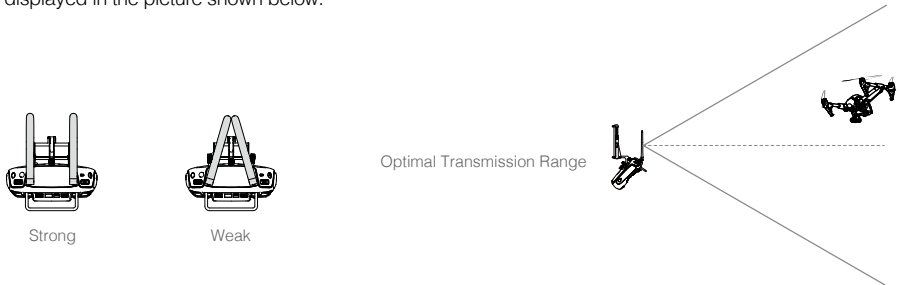 displayed in the picture shown below.
Optimal Transmission Range
Strong
Weak